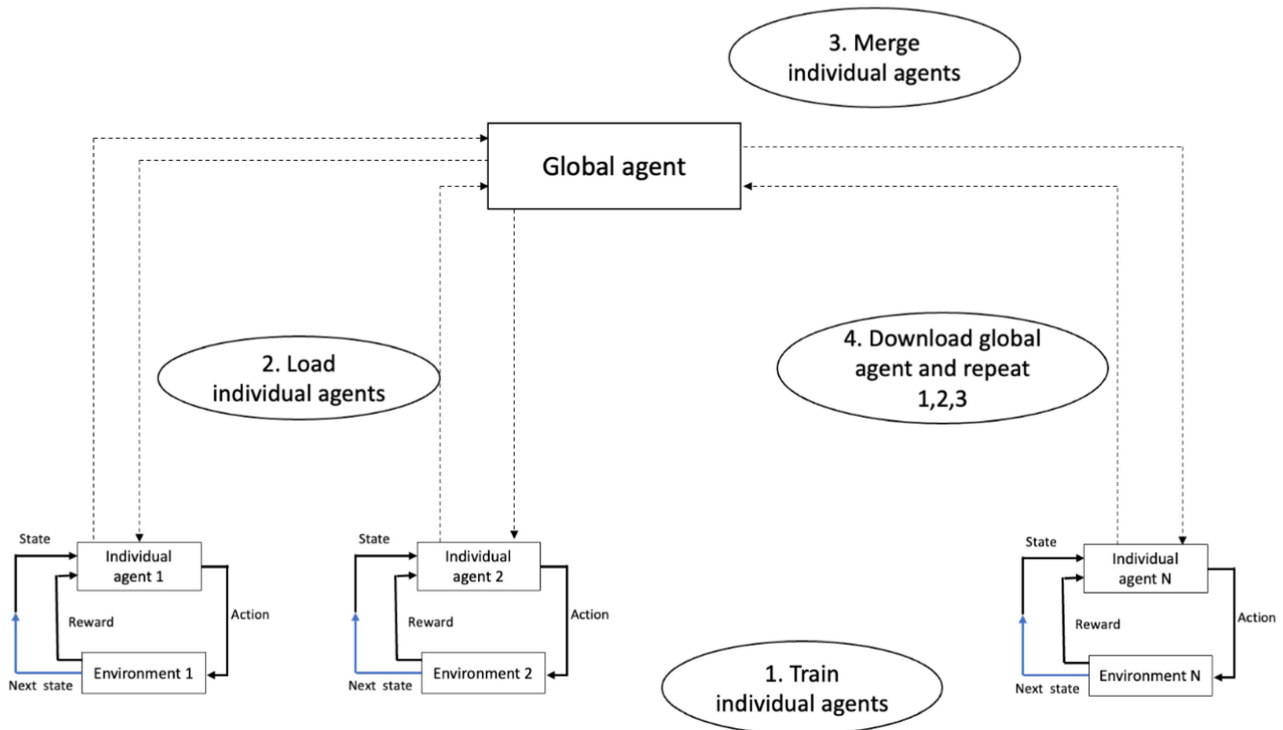 3. Merge
individual agents
Global agent
2. Load
individual agents
4. Download global
agent and repeat
1,2,3
State
Individual
agent 1
Reward
Action
Environment 1
Next state
State
Individual
agent 2
Reward
Action
Environment 2
Next state
1. Train
individual agents
State
Individual
agent N
Reward
Action
Environment N
Next state